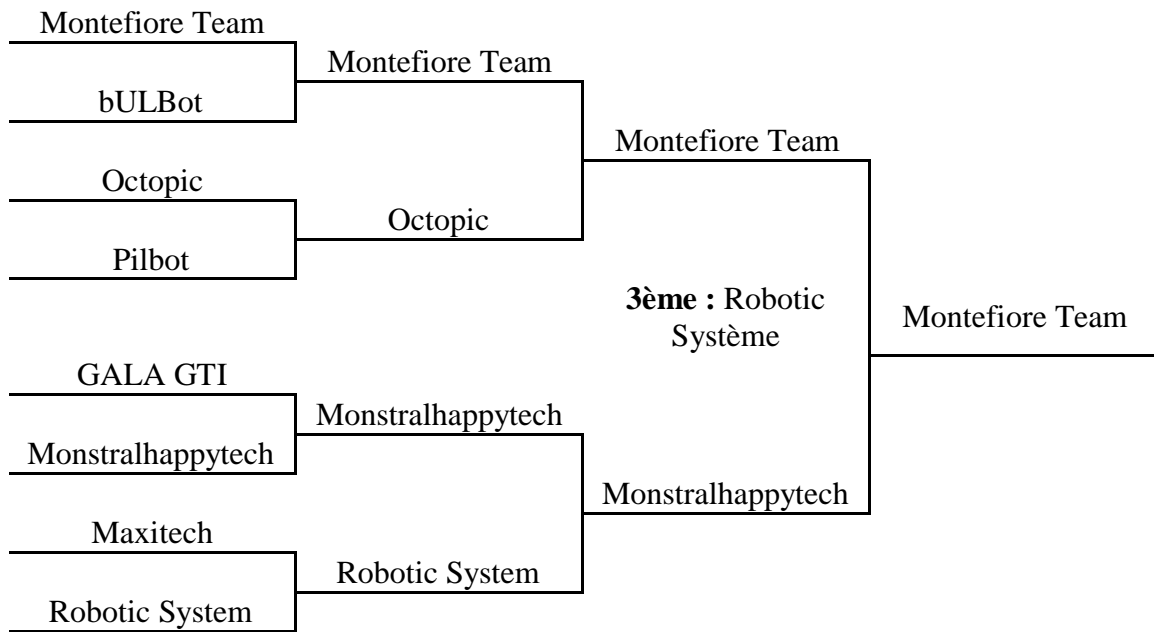 Montefiore Team
bULBot
Octopic
Pilbot
GALA GTI
Monstralhappytech
Maxitech
Robotic System
Montefiore Team
Octopic
Monstralhappytech
Robotic System
Montefiore Team
3ème : Robotic
Système
Monstralhappytech
Montefiore Team